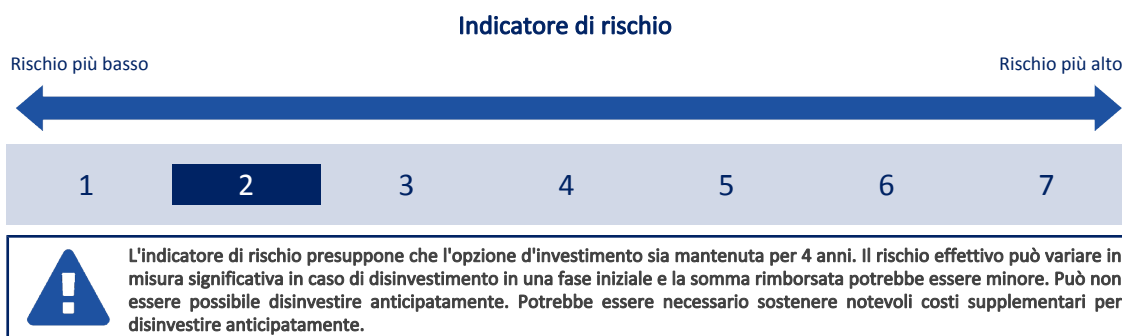 Indicatore di rischio
Rischio più basso
Rischio più alto
1 2 3 4 5 6 7
L'indicatore di rischio presuppone che l'opzione d'investimento sia mantenuta per 4 anni. Il rischio effettivo può variare in
misura significativa in caso di disinvestimento in una fase iniziale e la somma rimborsata potrebbe essere minore. Può non
essere possibile disinvestire anticipatamente. Potrebbe essere necessario sostenere notevoli costi supplementari per
disinvestire anticipatamente.